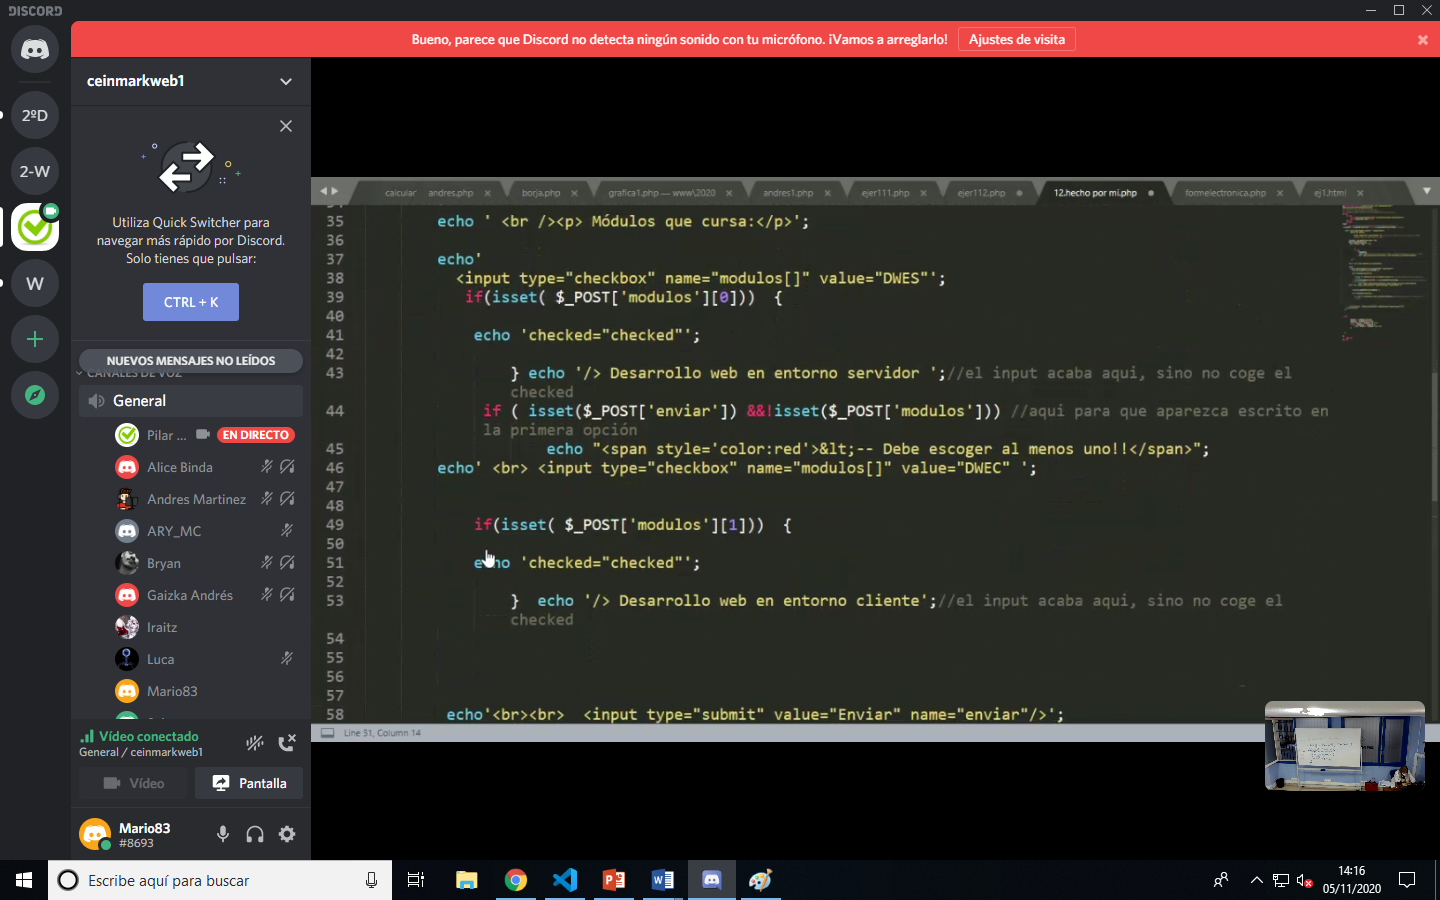 DISCORD
Bueno, parece que Discord no detecta ningún sonido con tu micrófono. ¡Vamos a arreglarlo!
Ajustes de visita
ceinmarkweb1
2ºD
2-W
W
Utiliza Quick Switcher para
navegar más rápido por Discord.
Solo tienes que pulsar:
CTRL + K
NUEVOS MENSAJES NO LEÍDOS
CANALES DE VOZ
General
Pilar ...
EN DIRECTO
Alice Binda
Andres Martinez
ARY_MC
Bryan
Gaizka Andrés
Iraitz
Luca
Mario83
Vídeo conectado
General / ceinmarkweb1
Vídeo
Pantalla
Mario83
#8693
calcular andres.php borja.php grafica1.php — www\2020 andres1.php ejer111.php ejer112.php 12.hecho por mi.php formelectronica.php ej1.html
35 echo ' <br /><p> Módulos que cursa:</p>';
36
37 echo'
38 <input type="checkbox" name="modulos[]" value="DWES"';
39 if(isset( $_POST['modulos'][0])) {
40
41 echo 'checked="checked"';
42
43 } echo '/> Desarrollo web en entorno servidor ';//el input acaba aqui, sino no coge el
checked
44 if ( isset($_POST['enviar']) &&!isset($_POST['modulos'])) //aqui para que aparezca escrito en
la primera opción
45 echo "<span style='color:red'>&lt;-- Debe escoger al menos uno!!</span>";
46 echo' <br> <input type="checkbox" name="modulos[]" value="DWEC" ';
47
48
49 if(isset( $_POST['modulos'][1])) {
50
51 echo 'checked="checked"';
52
53 } echo '/> Desarrollo web en entorno cliente';//el input acaba aqui, sino no coge el
checked
54
55
56
57
58 echo'<br><br> <input type="submit" value="Enviar" name="enviar"/>';
Line 31, Column 14
Escribe aquí para buscar
14:16
05/11/2020